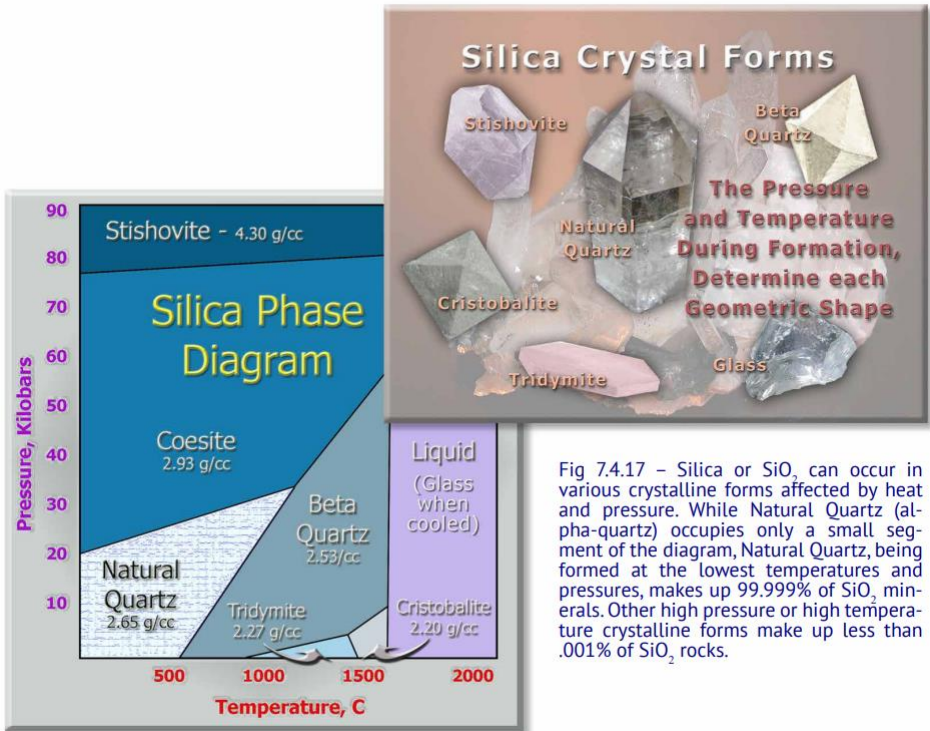 Silica Crystal Forms
Stishovite
Beta
Quartz
Natural
Quartz
The Pressure
and Temperature
During Formation,
Determine each
Geometric Shape
Cristobalite
Tridymite
Glass
90
80
70
60
50
40
30
20
10
Pressure, Kilobars
Stishovite - 4.30 g/cc
Silica Phase
Diagram
Coesite
2.93 g/cc
Liquid
(Glass
when
cooled)
Beta
Quartz
2.53/cc
Natural
Quartz
2.65 g/cc
Tridymite
2.27 g/cc
Cristobalite
2.20 g/cc
500
1000
1500
2000
Temperature, C
Fig 7.4.17 – Silica or SiO₂ can occur in
various crystalline forms affected by heat
and pressure. While Natural Quartz (al-
pha-quartz) occupies only a small seg-
ment of the diagram, Natural Quartz, being
formed at the lowest temperatures and
pressures, makes up 99.999% of SiO₂ min-
erals. Other high pressure or high tempera-
ture crystalline forms make up less than
.001% of SiO₂ rocks.